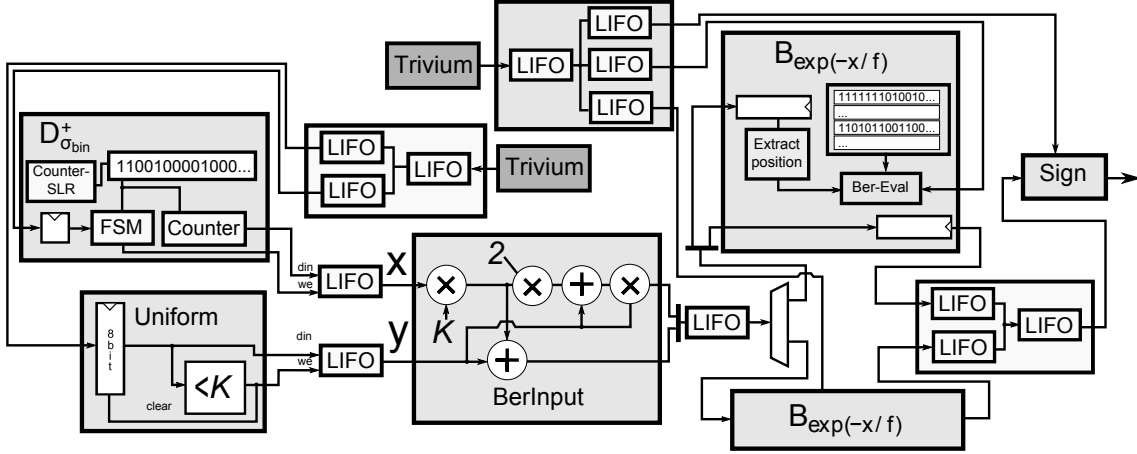 LIFO
Trivium
LIFO
LIFO
LIFO
B exp(−x/f)
1111111010010...
...
1101011001100...
...
Extract
position
Ber-Eval
D+σbin
Counter-
SLR
1100100001000...
FSM
Counter
LIFO
LIFO
LIFO
Trivium
Sign
din
we
LIFO
x
2
K
Uniform
8bit
<K
clear
din
we
LIFO
y
BerInput
LIFO
LIFO
LIFO
LIFO
B exp(−x/f)